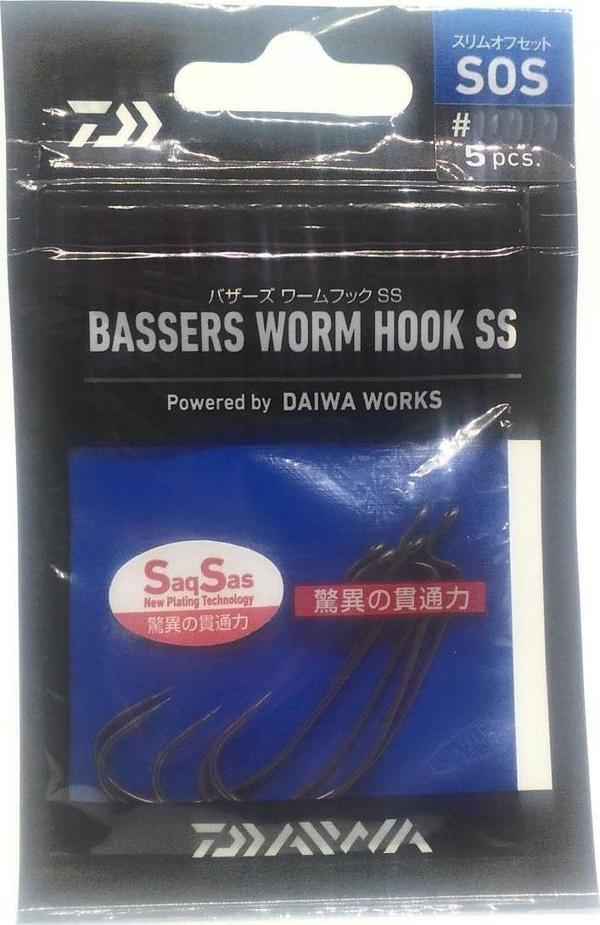 スリムオフセット
SOS
#
5 pcs.
バザーズ ワームフック SS
BASSERS WORM HOOK SS
Powered by DAIWA WORKS
SaqSas
New Plating Technology
驚異の貫通力
驚異の貫通力
DAIWA